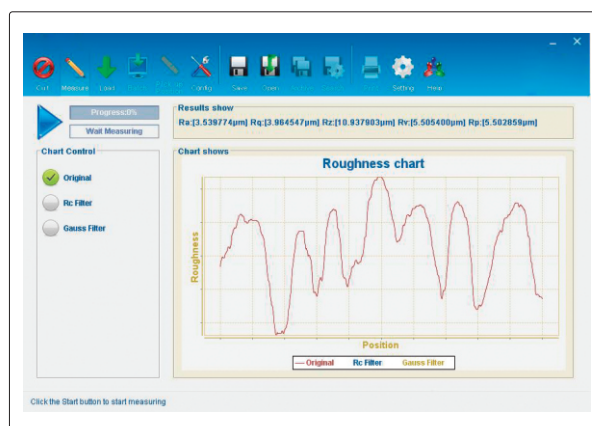 Exit Measure Load Config Save Open Setting Help
Progress:0%
Wait Measuring
Results show
Ra:[3.539774µm] Rq:[3.984547µm] Rz:[10.937903µm] Rv:[5.505400µm] Rp:[5.502859µm]
Chart Control
Original
Rc Filter
Gauss Filter
Chart shows
Roughness chart
Roughness
Position
Original Rc Filter Gauss Filter
Click the Start button to start measuring